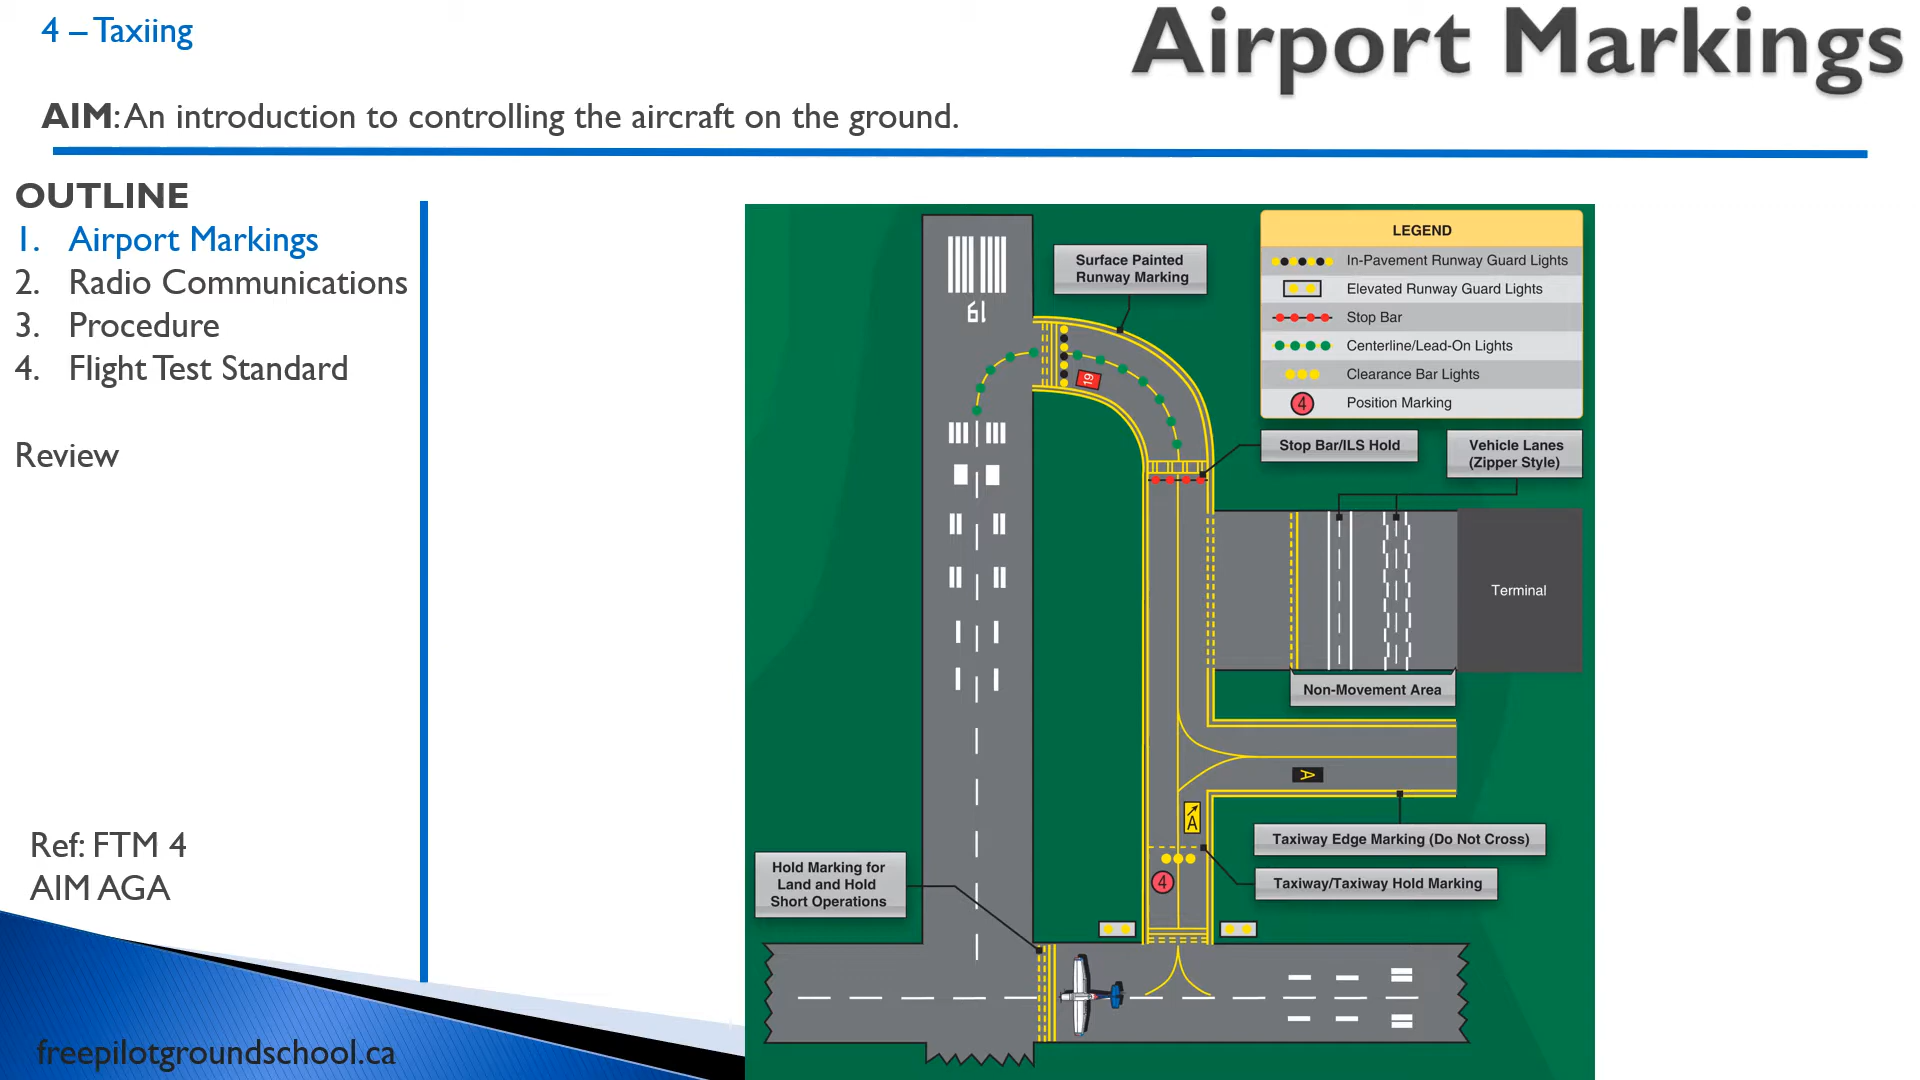 4 – Taxiing
Airport Markings
AIM: An introduction to controlling the aircraft on the ground.
OUTLINE
1. Airport Markings
2. Radio Communications
3. Procedure
4. Flight Test Standard
Review
Ref: FTM 4
AIM AGA
freepilotgroundschool.ca
LEGEND
In-Pavement Runway Guard Lights
Elevated Runway Guard Lights
Stop Bar
Centerline/Lead-On Lights
Clearance Bar Lights
4 Position Marking
Surface Painted
Runway Marking
19
19
Stop Bar/ILS Hold
Vehicle Lanes
(Zipper Style)
Terminal
Non-Movement Area
A
A
Taxiway Edge Marking (Do Not Cross)
Taxiway/Taxiway Hold Marking
4
Hold Marking for
Land and Hold
Short Operations